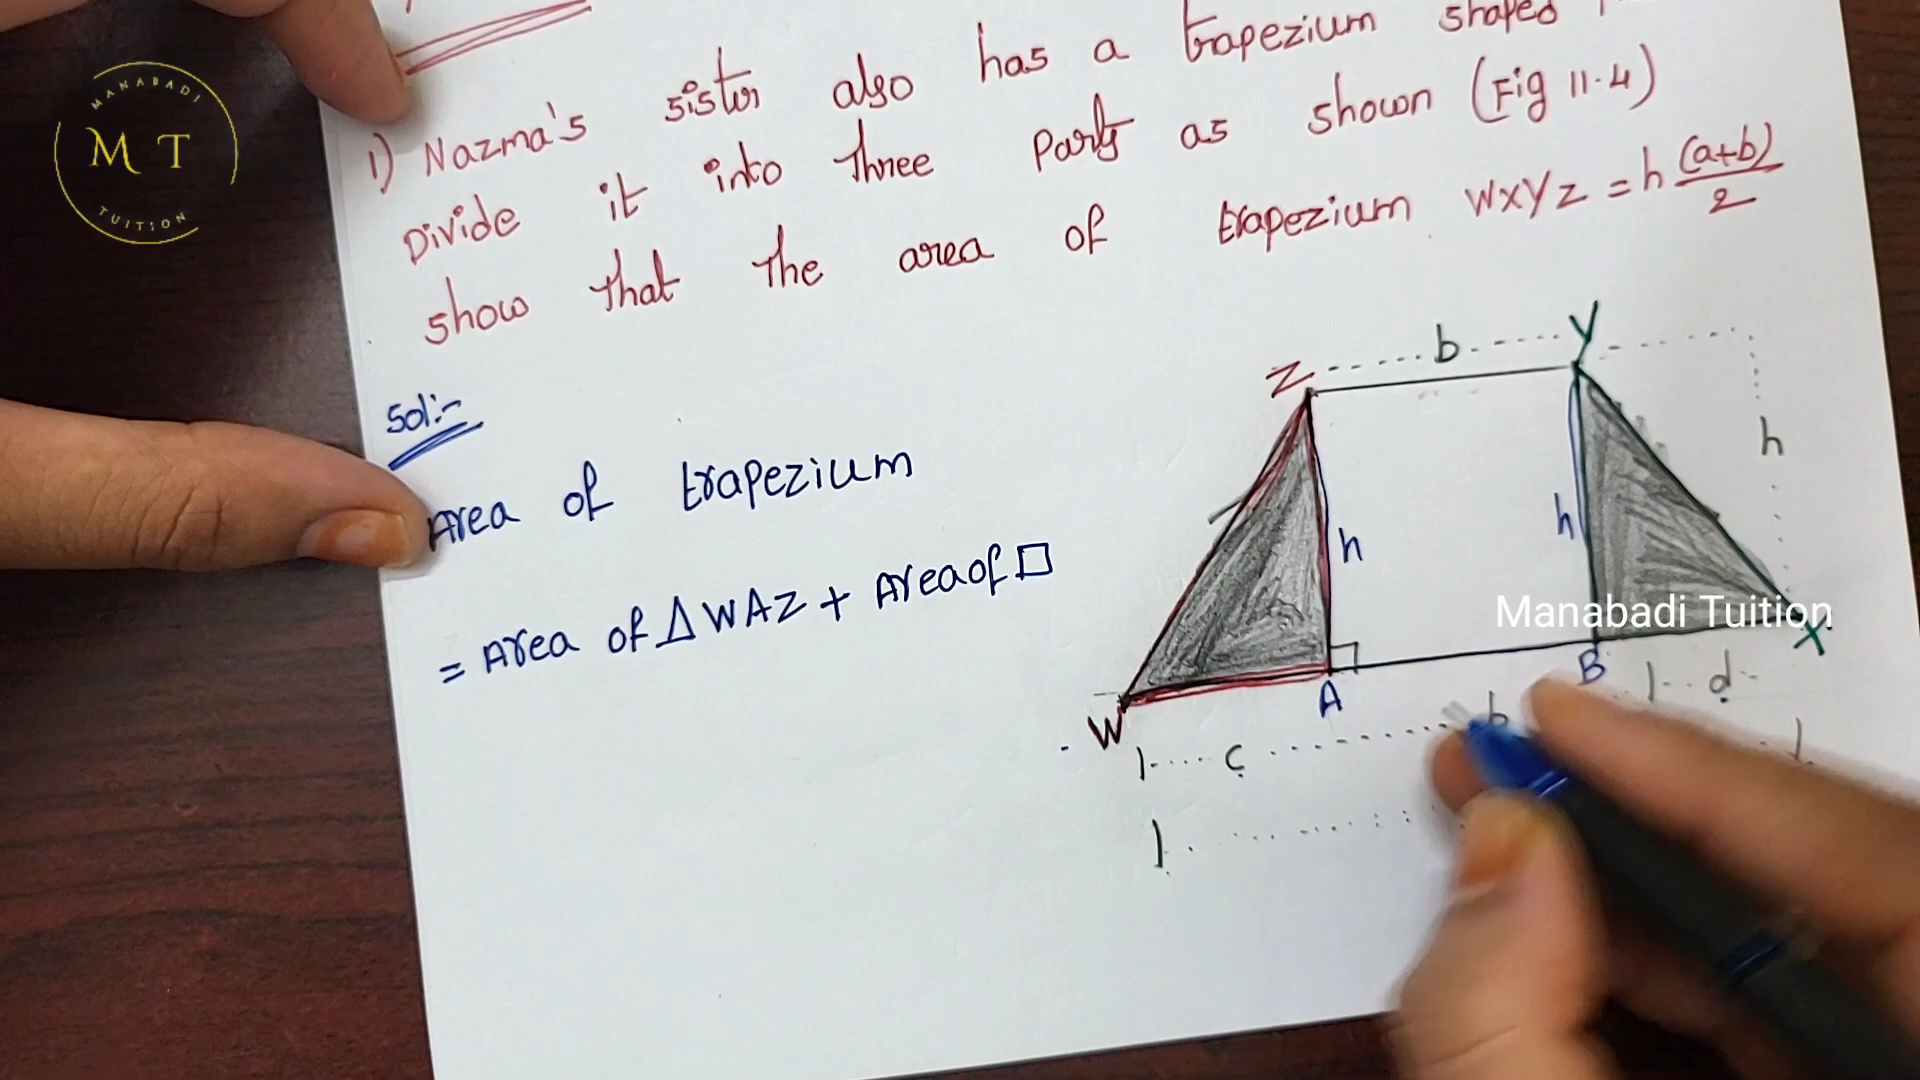 MANABADI
M T
TUITION
1) Nazma's sister also has a trapezium shaped
Divide it into three parts as shown (Fig 11.4)
show that the area of trapezium WXYZ = h (a+b)/2
Sol:-
Area of trapezium
= Area of Δ WAZ + Area of □
Z b Y
h h h
Manabadi Tuition
W A B X
c b d